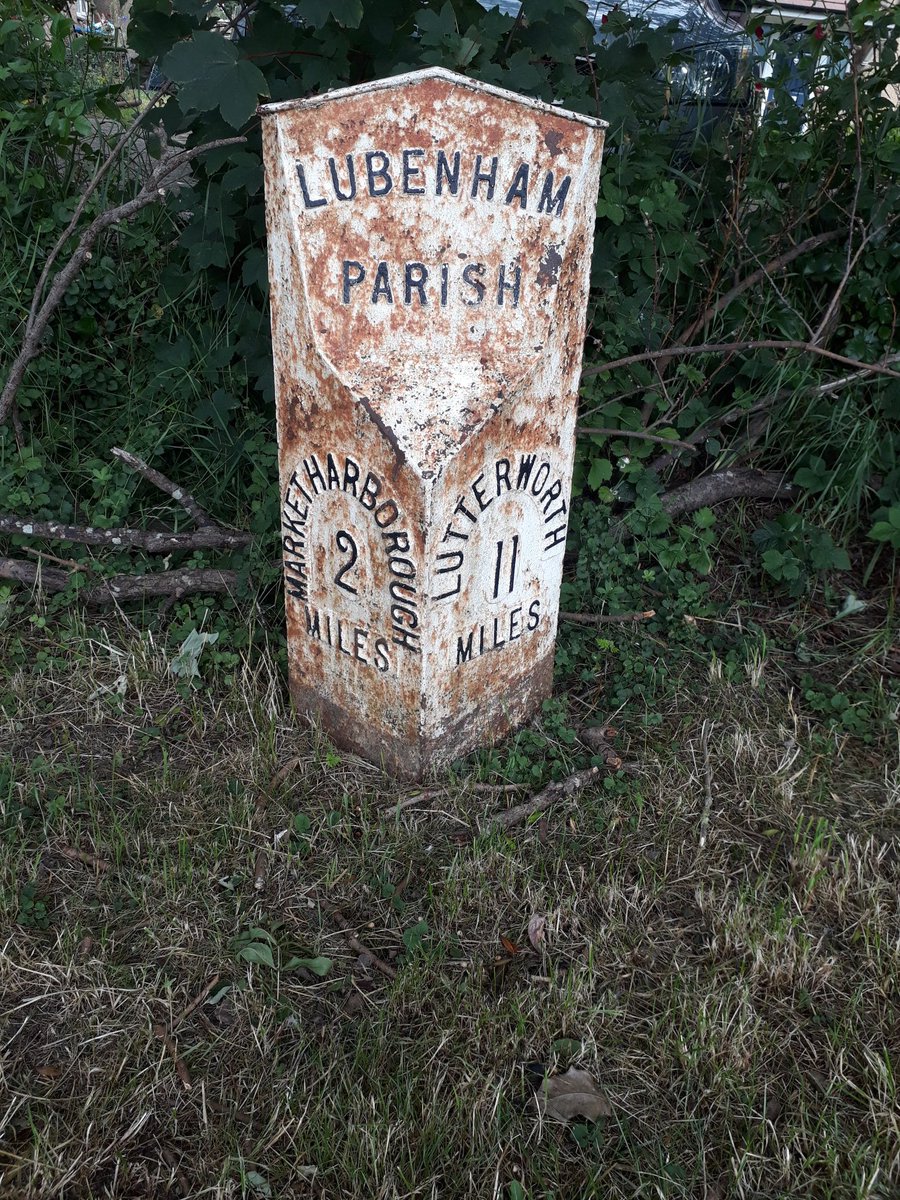 LUBENHAM
PARISH
MARKET HARBOROUGH
2
MILES
LUTTERWORTH
11
MILES